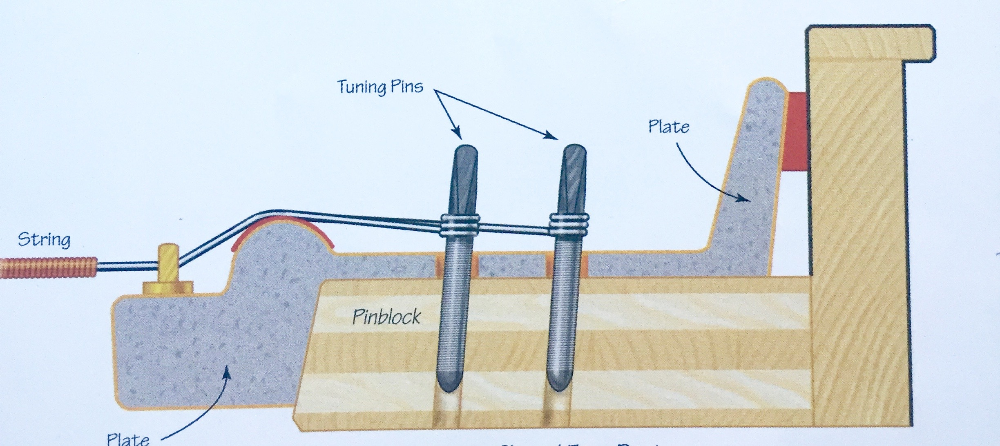 Tuning Pins
Plate
String
Pinblock
Plate